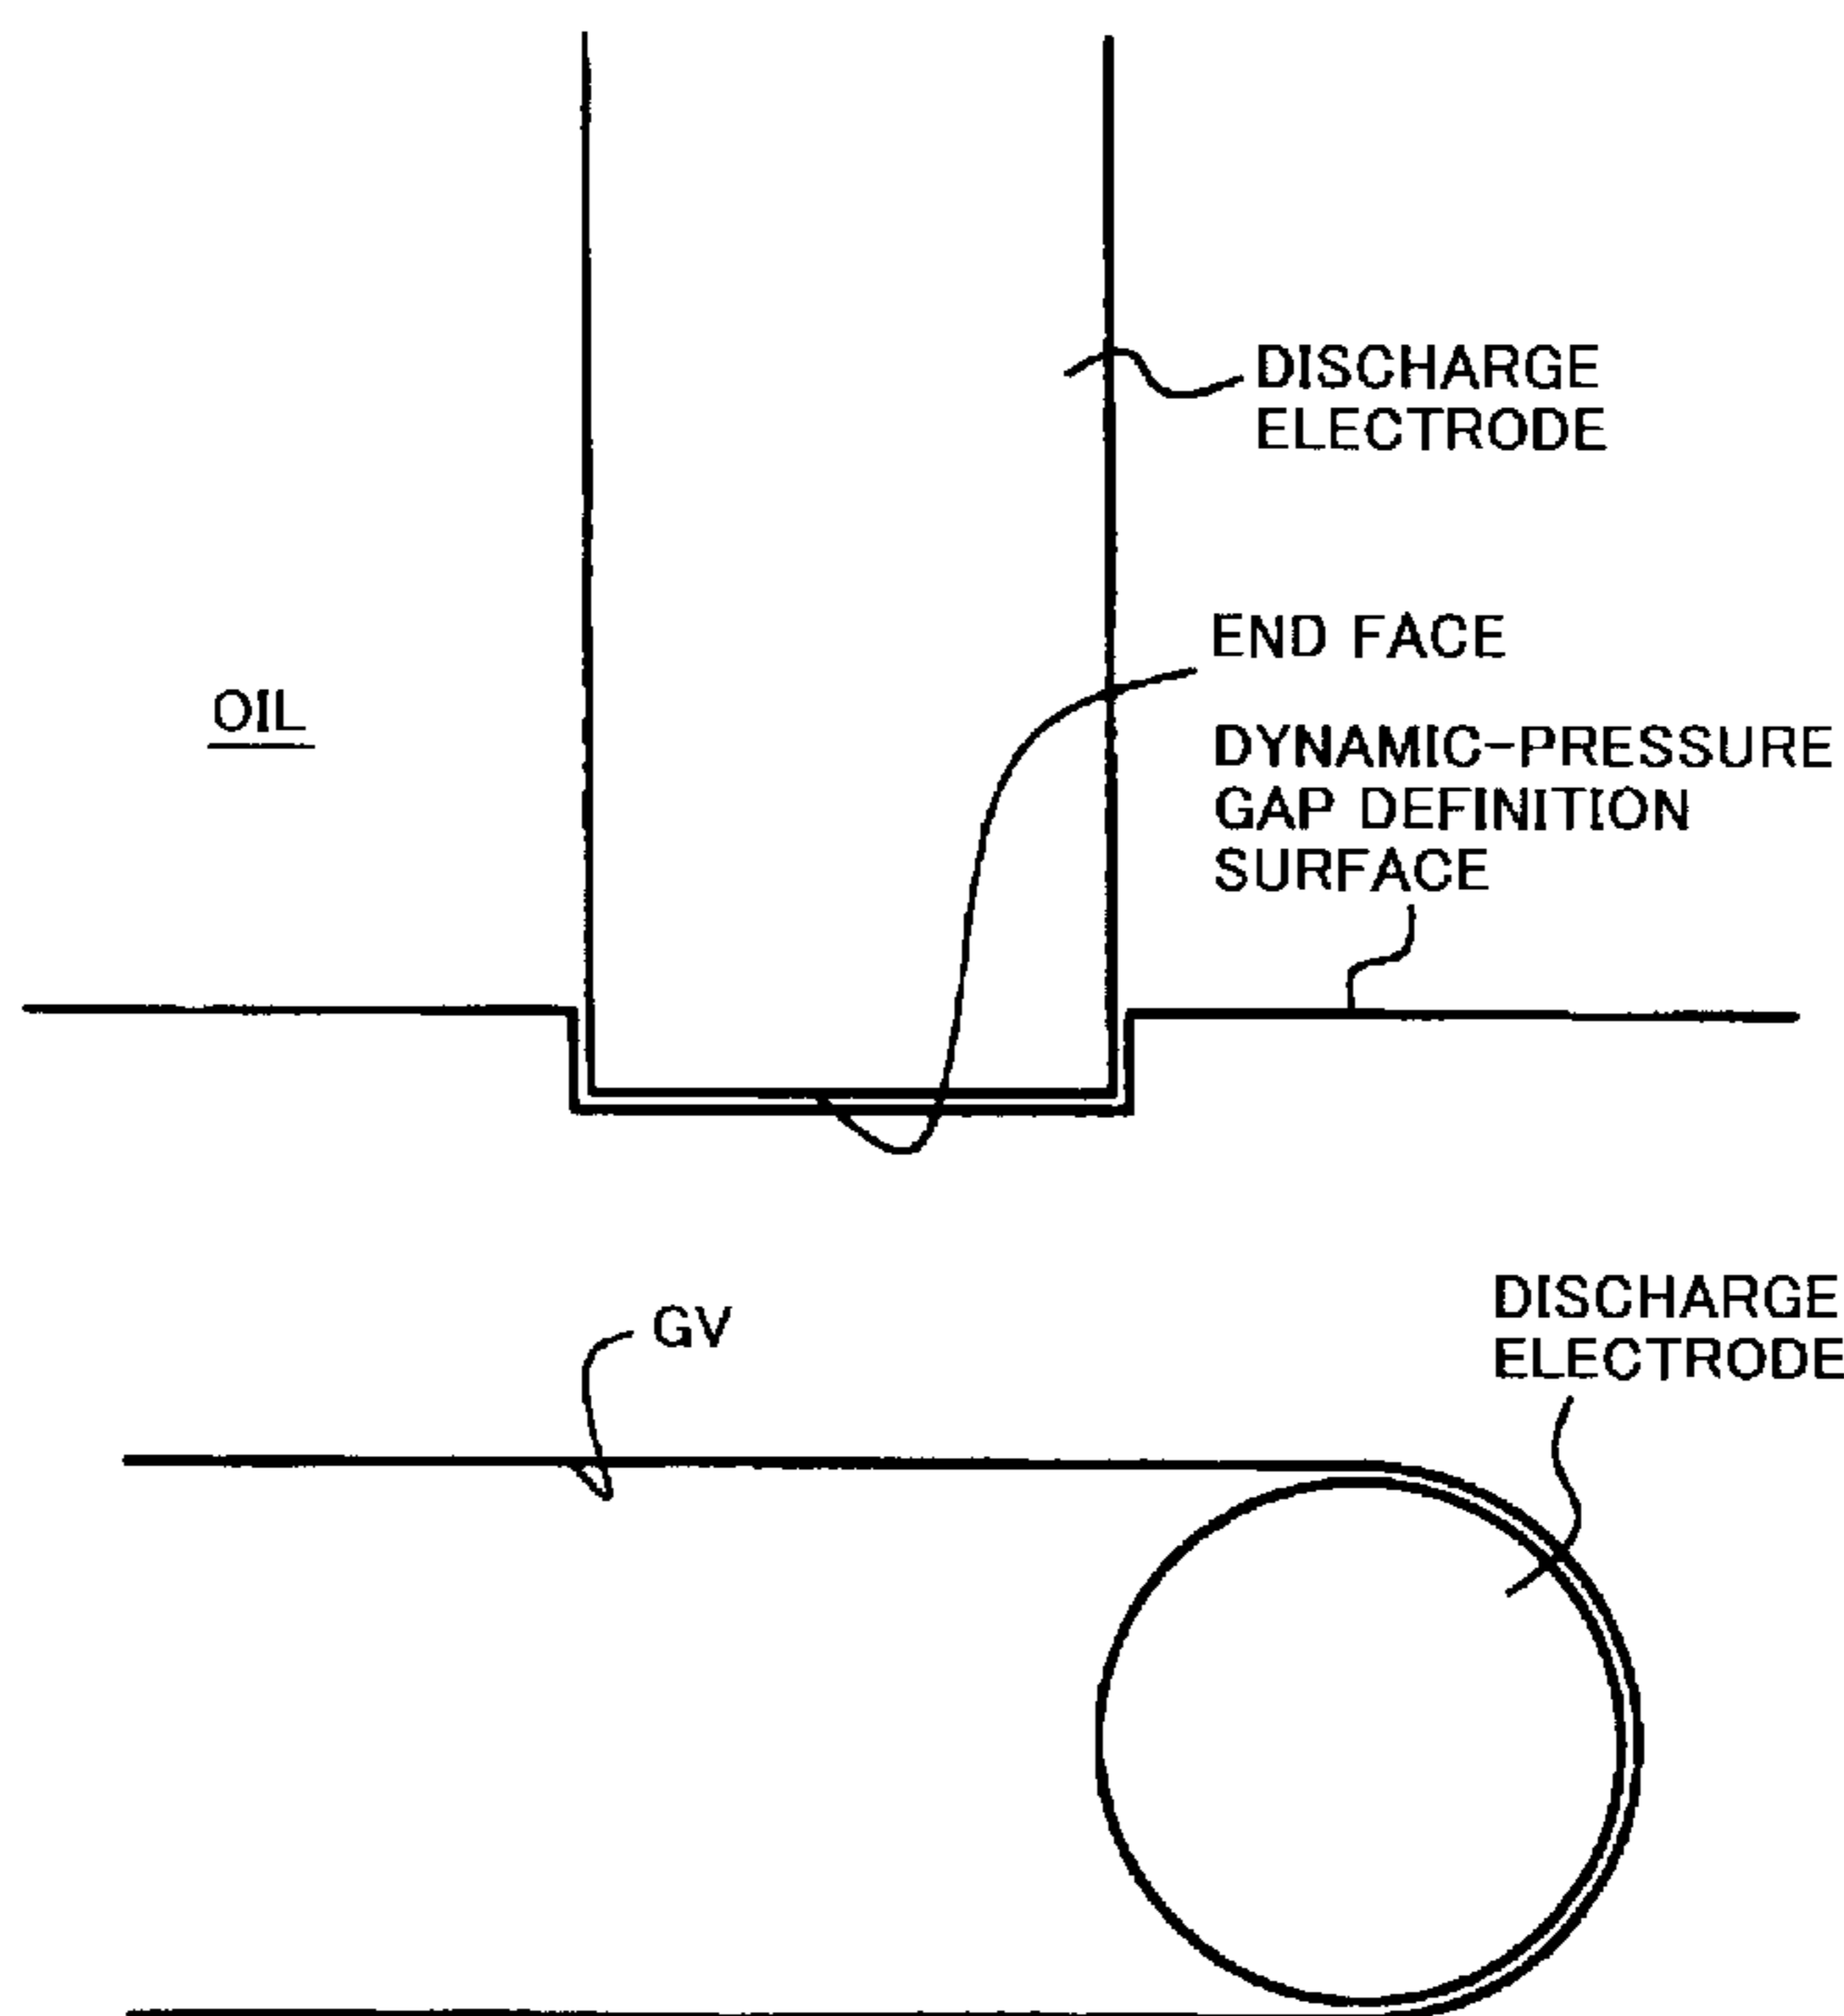 DISCHARGE
ELECTRODE
END FACE
OIL
DYNAMIC-PRESSURE
GAP DEFINITION
SURFACE
DISCHARGE
ELECTRODE
GV